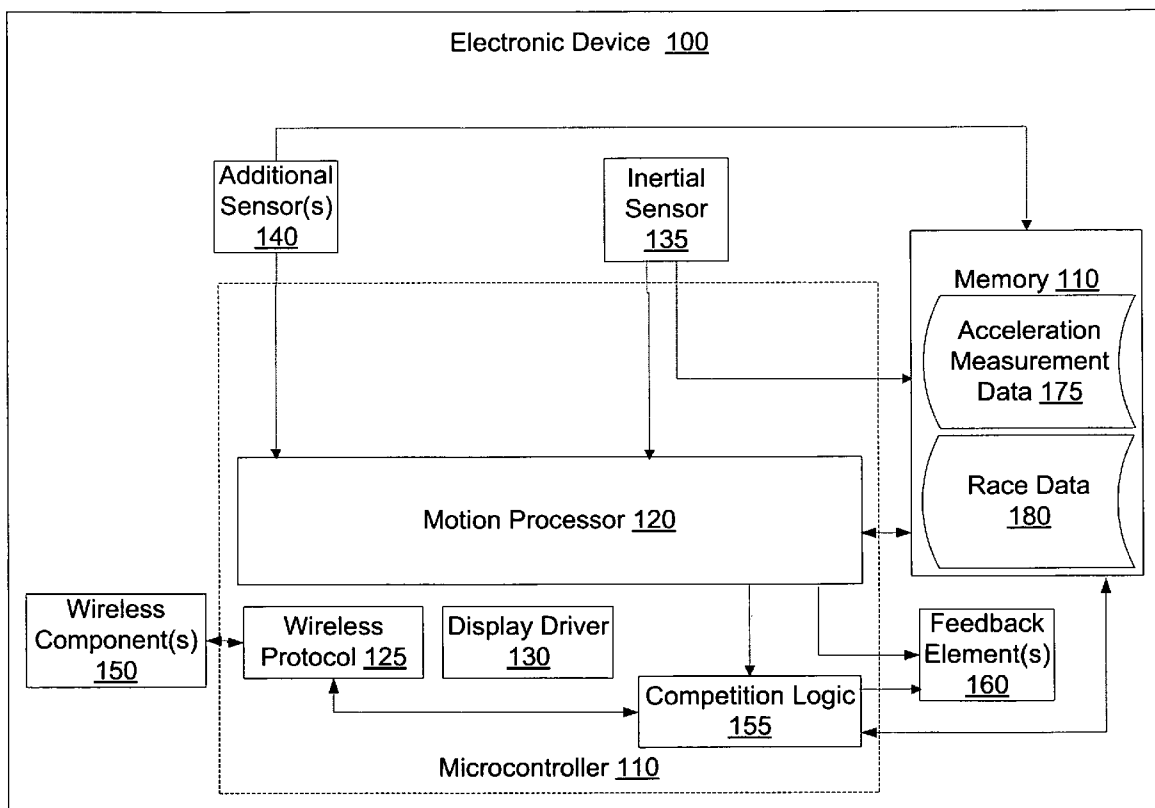 Electronic Device 100
Additional
Sensor(s)
140
Inertial
Sensor
135
Memory 110
Acceleration
Measurement
Data 175
Race Data
180
Motion Processor 120
Wireless
Component(s)
150
Wireless
Protocol 125
Display Driver
130
Feedback
Element(s)
160
Competition Logic
155
Microcontroller 110